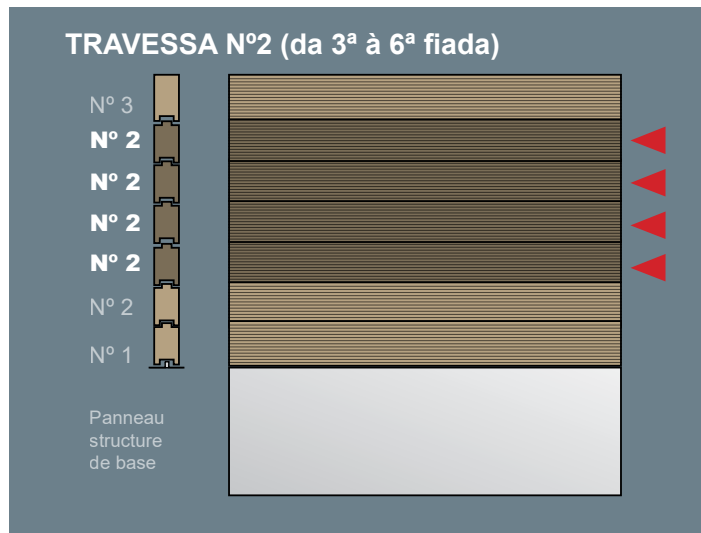 TRAVESSA Nº2 (da 3ª à 6ª fiada)
Nº 3
Nº 2
Nº 2
Nº 2
Nº 2
Nº 2
Nº 1
Panneau
structure
de base